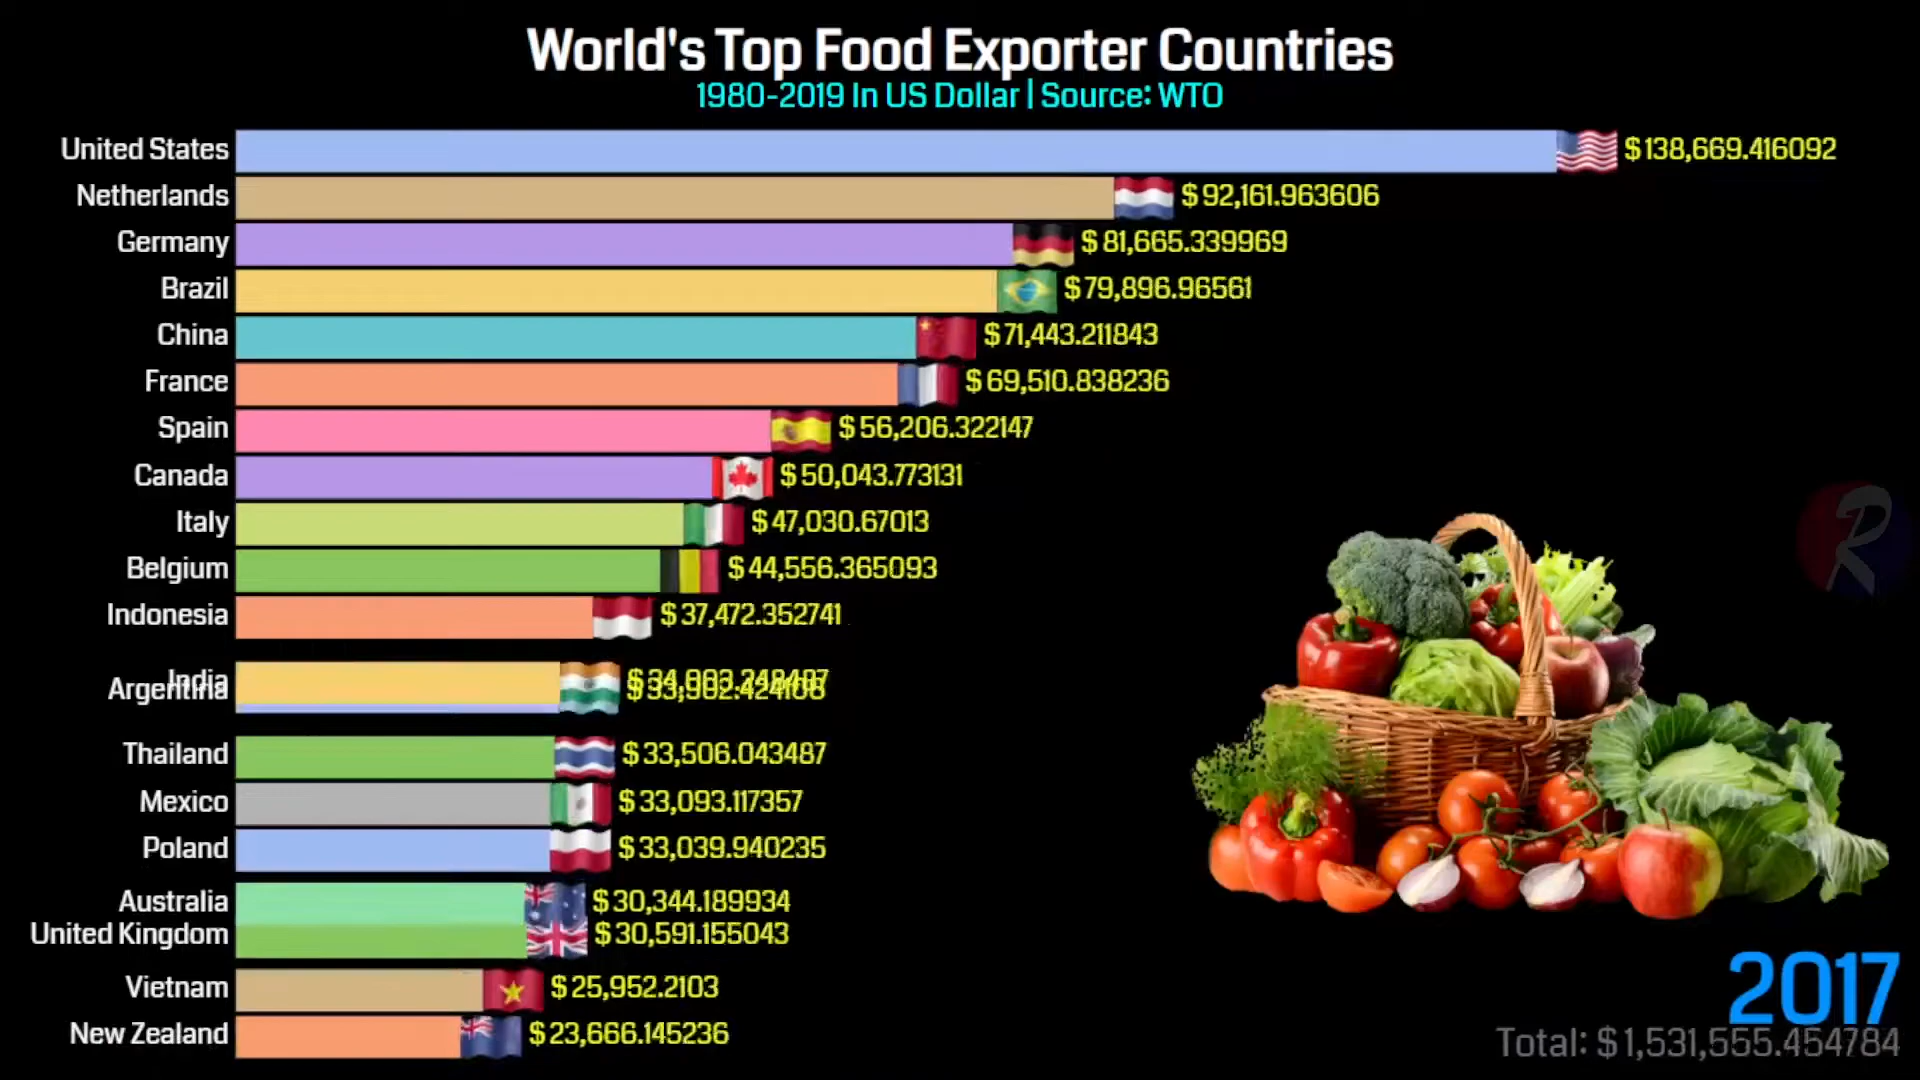 World's Top Food Exporter Countries
1980-2019 In US Dollar | Source: WTO
United States $138,669.416092
Netherlands $92,161.963606
Germany $81,665.339969
Brazil $79,896.96561
China $71,443.211843
France $69,510.838236
Spain $56,206.322147
Canada $50,043.773131
Italy $47,030.67013
Belgium $44,556.365093
Indonesia $37,472.352741
India
Argentina
Thailand $33,506.043487
Mexico $33,093.117357
Poland $33,039.940235
Australia $30,344.189934
United Kingdom $30,591.155043
Vietnam $25,952.2103
New Zealand $23,666.145236
R
2017
Total: $1,531,555.454784